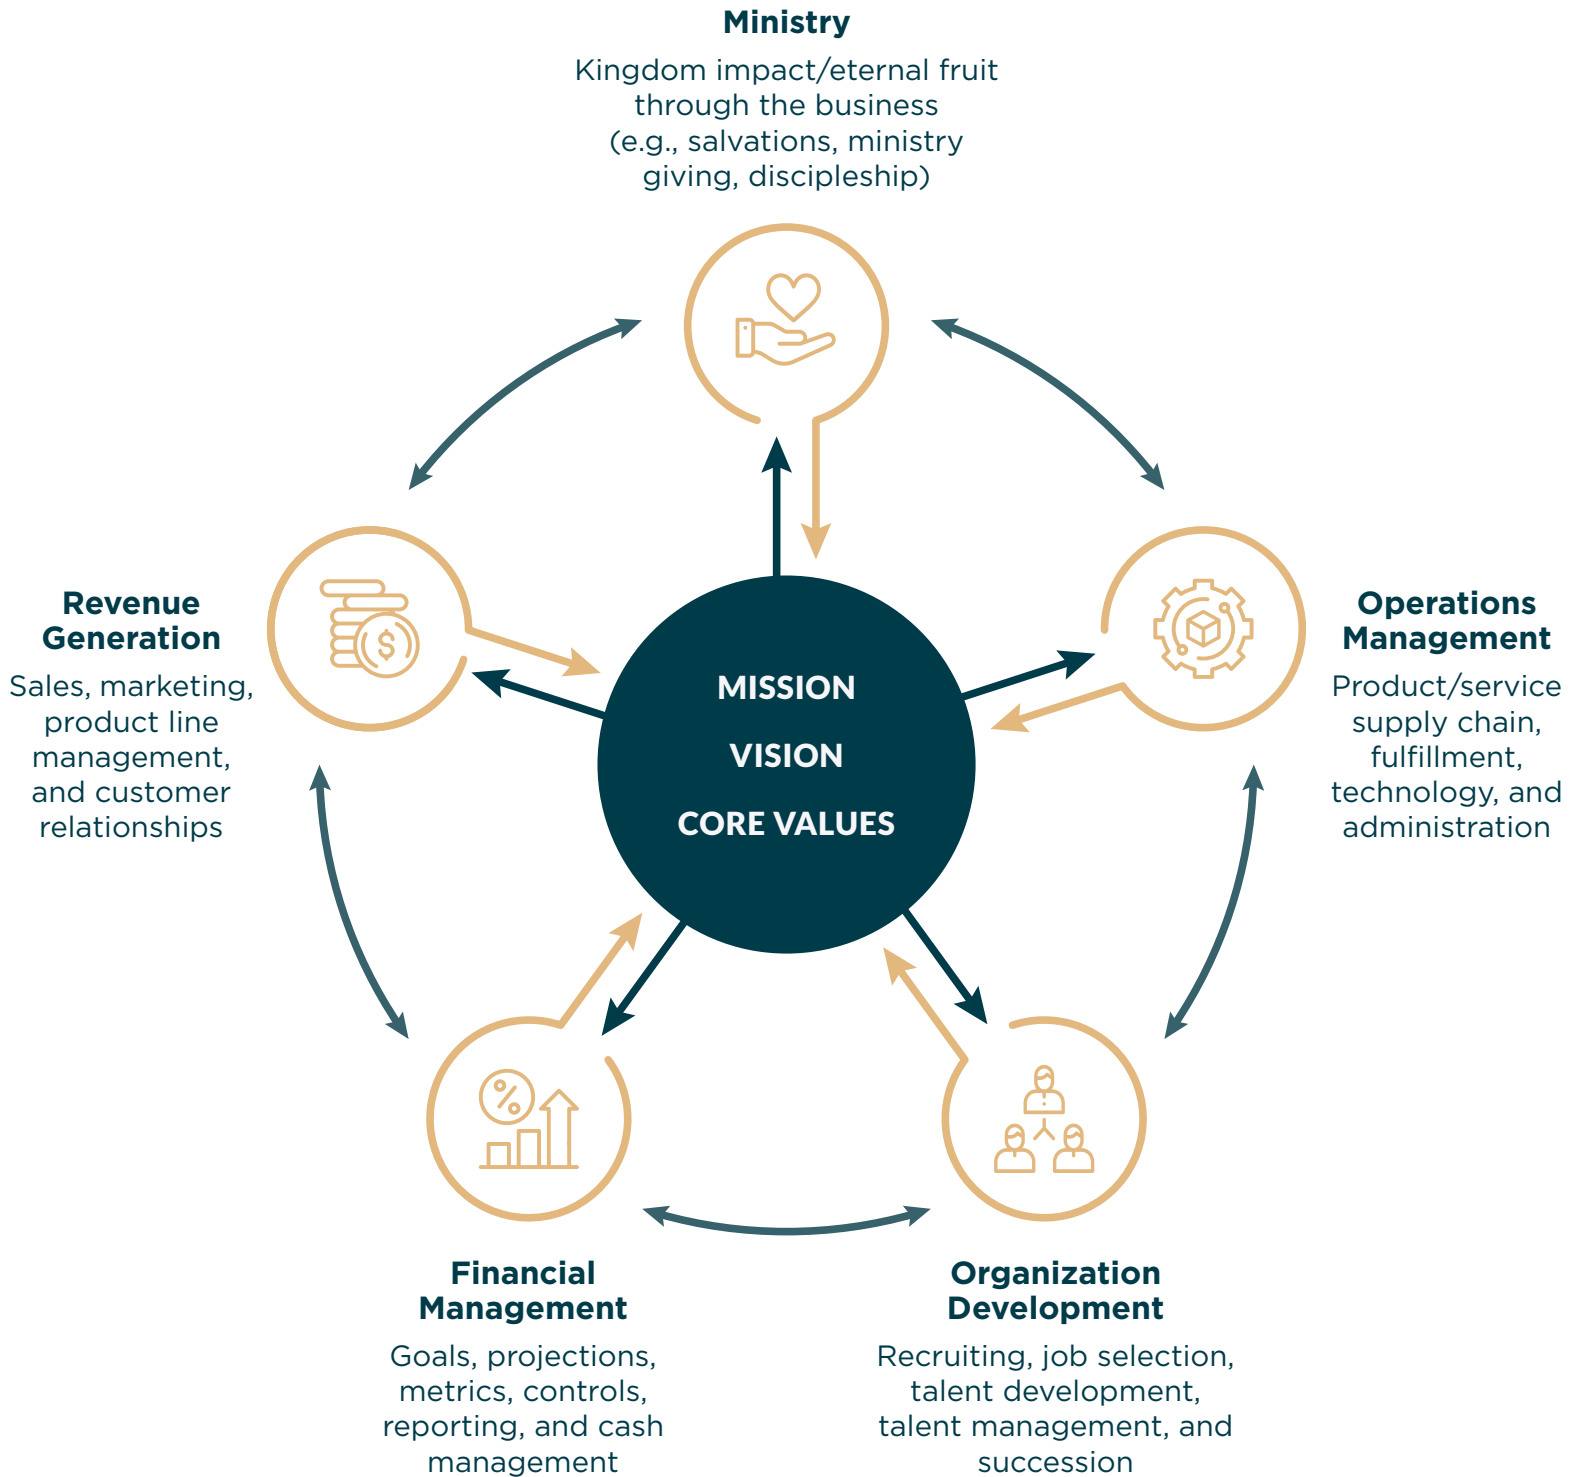 Ministry
Kingdom impact/eternal fruit
through the business
(e.g., salvations, ministry
giving, discipleship)
Revenue
Generation
Sales, marketing,
product line
management,
and customer
relationships
$
MISSION
VISION
CORE VALUES
Operations
Management
Product/service
supply chain,
fulfillment,
technology, and
administration
%
Financial
Management
Goals, projections,
metrics, controls,
reporting, and cash
management
Organization
Development
Recruiting, job selection,
talent development,
talent management, and
succession